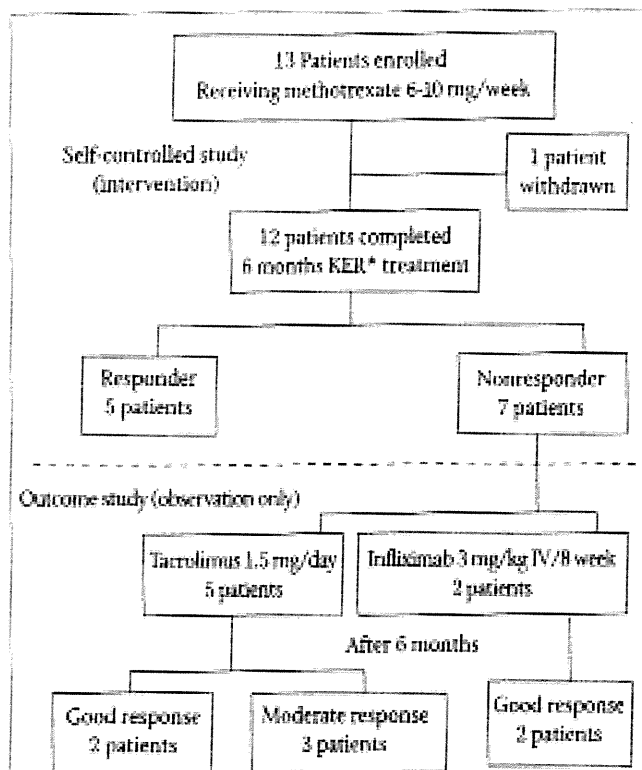 13 Patients enrolled
Receiving methotrexate 6-10 mg/week
Self-controlled study
(intervention)
1 patient
withdrawn
12 patients completed
6 months KER* treatment
Responder
5 patients
Nonresponder
7 patients
Outcome study (observation only)
Tacrolimus 1.5 mg/day
5 patients
Infliximab 3 mg/kg IV/8 week
2 patients
After 6 months
Good response
2 patients
Moderate response
3 patients
Good response
2 patients